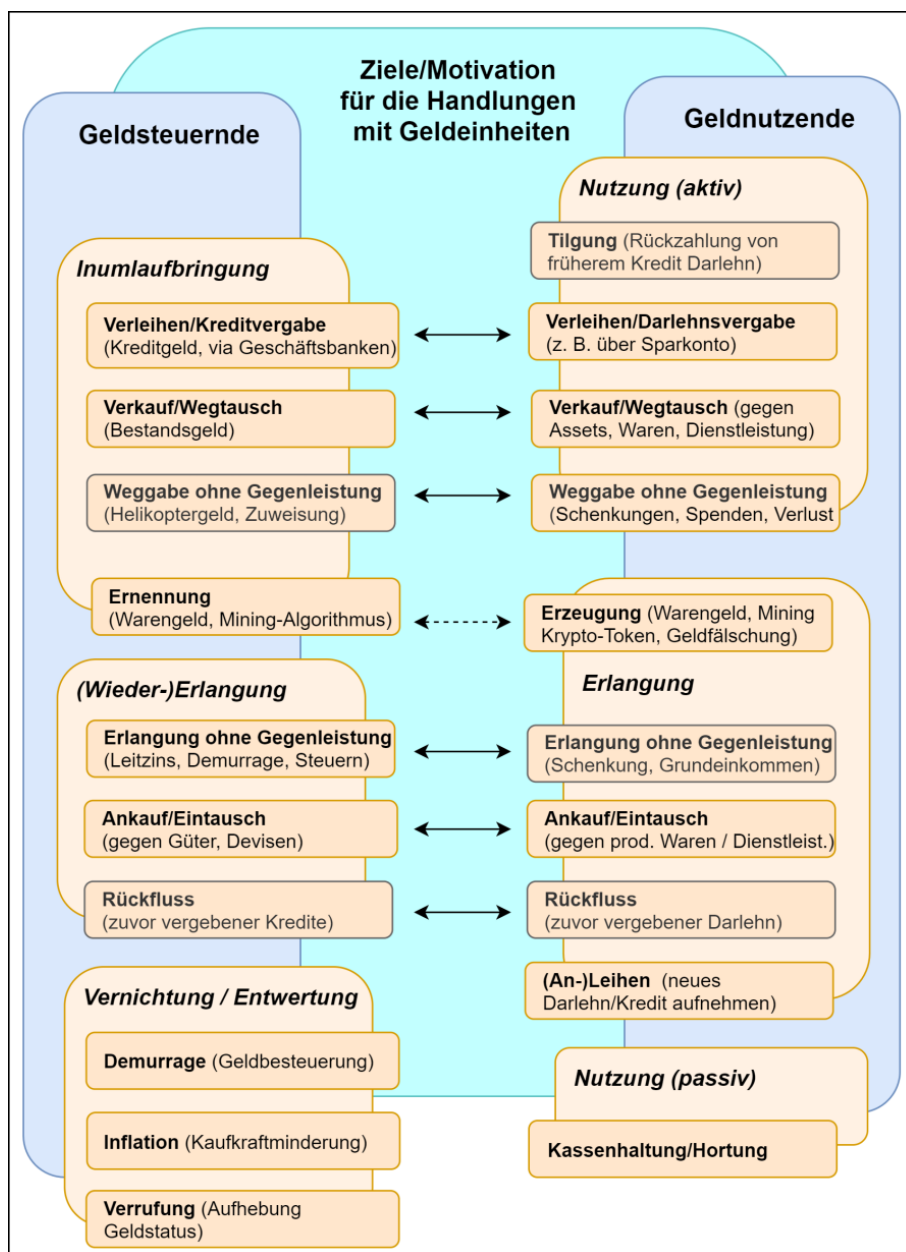 Ziele/Motivation
für die Handlungen
mit Geldeinheiten
Geldsteuernde
Inumlaufbringung
Verleihen/Kreditvergabe
(Kreditgeld, via Geschäftsbanken)
Verkauf/Wegtausch
(Bestandsgeld)
Weggabe ohne Gegenleistung
(Helikoptergeld, Zuweisung)
Ernennung
(Warengeld, Mining-Algorithmus)
(Wieder-)Erlangung
Erlangung ohne Gegenleistung
(Leitzins, Demurrage, Steuern)
Ankauf/Eintausch
(gegen Güter, Devisen)
Rückfluss
(zuvor vergebener Kredite)
Vernichtung / Entwertung
Demurrage (Geldbesteuerung)
Inflation (Kaufkraftminderung)
Verrufung (Aufhebung
Geldstatus)
Geldnutzende
Nutzung (aktiv)
Tilgung (Rückzahlung von
früherem Kredit Darlehn)
Verleihen/Darlehnsvergabe
(z. B. über Sparkonto)
Verkauf/Wegtausch (gegen
Assets, Waren, Dienstleistung)
Weggabe ohne Gegenleistung
(Schenkungen, Spenden, Verlust
Erzeugung (Warengeld, Mining
Krypto-Token, Geldfälschung)
Erlangung
Erlangung ohne Gegenleistung
(Schenkung, Grundeinkommen)
Ankauf/Eintausch
(gegen prod. Waren / Dienstleist.)
Rückfluss
(zuvor vergebener Darlehn)
(An-)Leihen (neues
Darlehn/Kredit aufnehmen)
Nutzung (passiv)
Kassenhaltung/Hortung